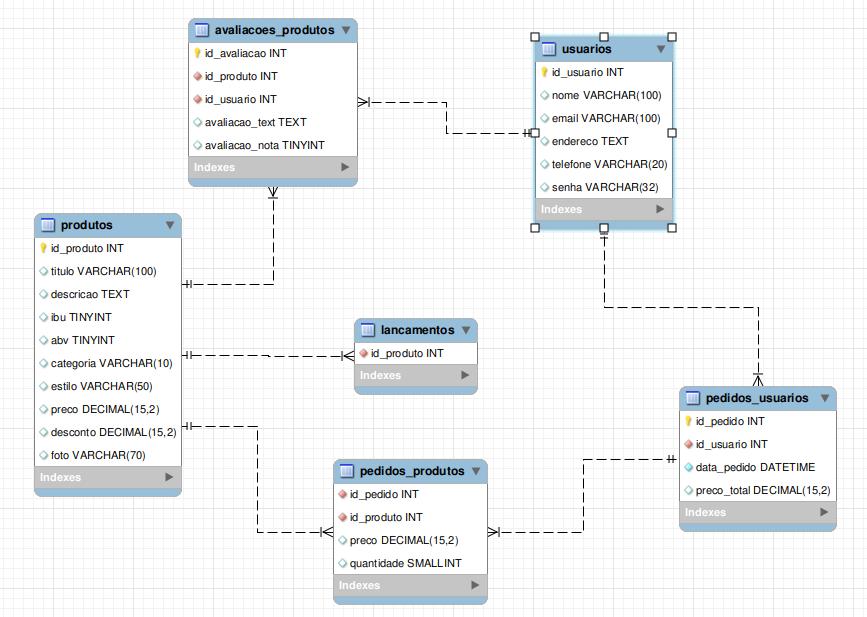 avaliacoes_produtos
id_avaliacao INT
id_produto INT
id_usuario INT
avaliacao_text TEXT
avaliacao_nota TINYINT
Indexes
usuarios
id_usuario INT
nome VARCHAR(100)
email VARCHAR(100)
endereco TEXT
telefone VARCHAR(20)
senha VARCHAR(32)
Indexes
produtos
id_produto INT
titulo VARCHAR(100)
descricao TEXT
ibu TINYINT
abv TINYINT
categoria VARCHAR(10)
estilo VARCHAR(50)
preco DECIMAL(15,2)
desconto DECIMAL(15,2)
foto VARCHAR(70)
Indexes
lancamentos
id_produto INT
Indexes
pedidos_usuarios
id_pedido INT
id_usuario INT
data_pedido DATETIME
preco_total DECIMAL(15,2)
Indexes
pedidos_produtos
id_pedido INT
id_produto INT
preco DECIMAL(15,2)
quantidade SMALLINT
Indexes